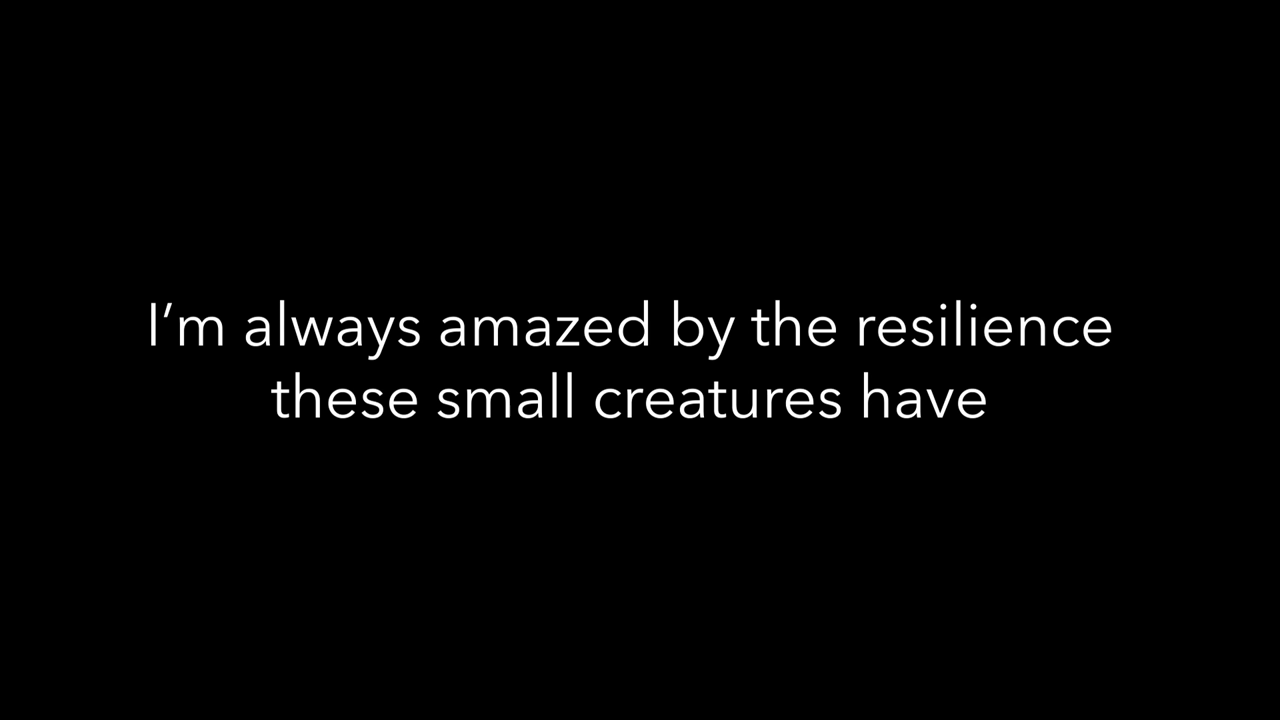 I’m always amazed by the resilience
these small creatures have